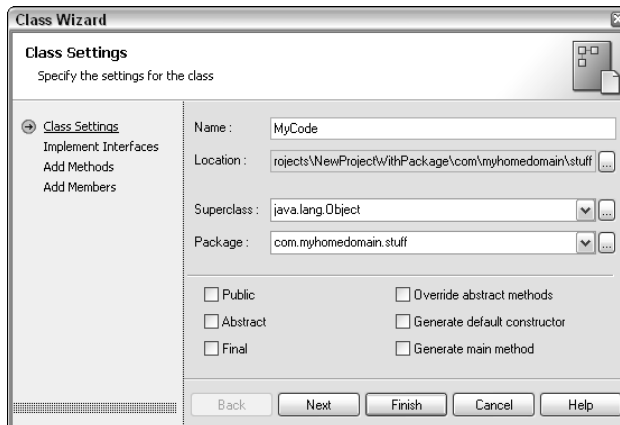 Class Wizard
Class Settings
Specify the settings for the class
Class Settings
Implement Interfaces
Add Methods
Add Members
Name : MyCode
Location : rojects\NewProjectWithPackage\com\myhomedomain\stuff ...
Superclass : java.lang.Object ...
Package : com.myhomedomain.stuff ...
Public Override abstract methods
Abstract Generate default constructor
Final Generate main method
Back Next Finish Cancel Help